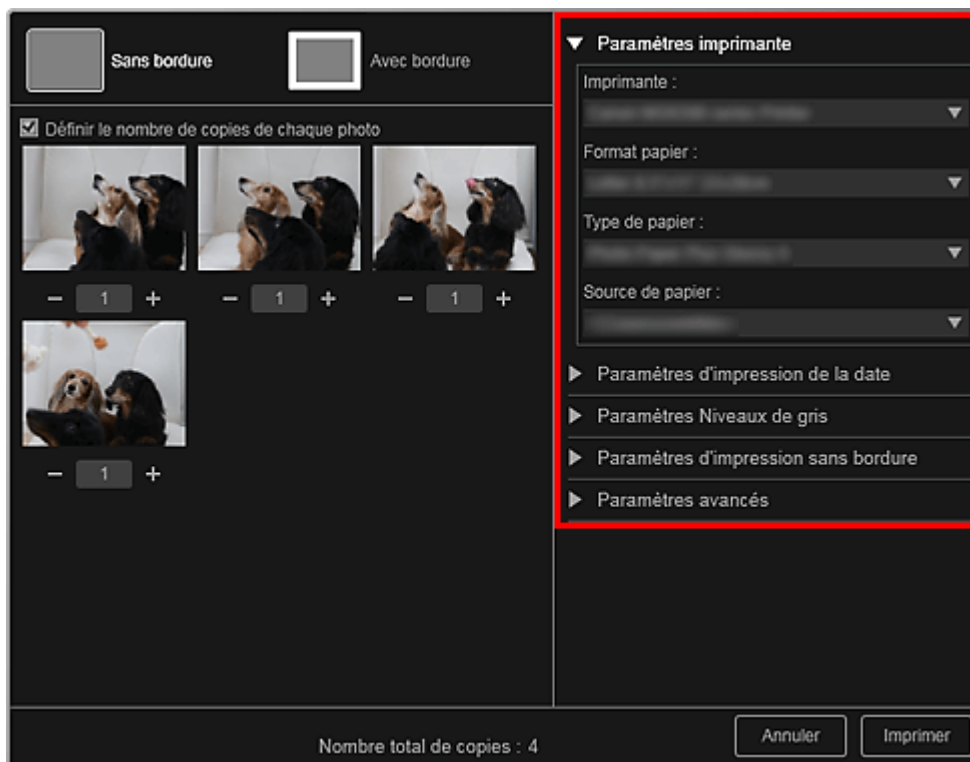 Sans bordure
Avec bordure
Définir le nombre de copies de chaque photo
1
1
1
1
Paramètres imprimante
Imprimante :
Format papier :
Type de papier :
Source de papier :
Paramètres d'impression de la date
Paramètres Niveaux de gris
Paramètres d'impression sans bordure
Paramètres avancés
Nombre total de copies : 4
Annuler
Imprimer